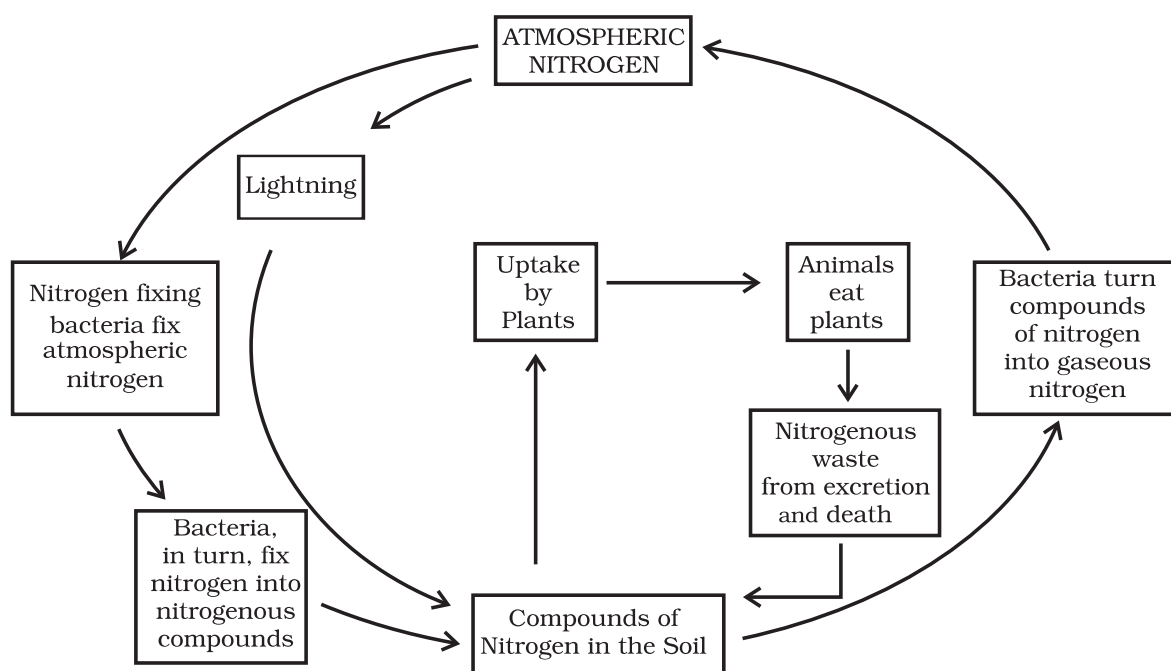 ATMOSPHERIC
NITROGEN
Lightning
Nitrogen fixing
bacteria fix
atmospheric
nitrogen
Bacteria,
in turn, fix
nitrogen into
nitrogenous
compounds
Uptake
by
Plants
Animals
eat
plants
Nitrogenous
waste
from excretion
and death
Compounds of
Nitrogen in the Soil
Bacteria turn
compounds
of nitrogen
into gaseous
nitrogen